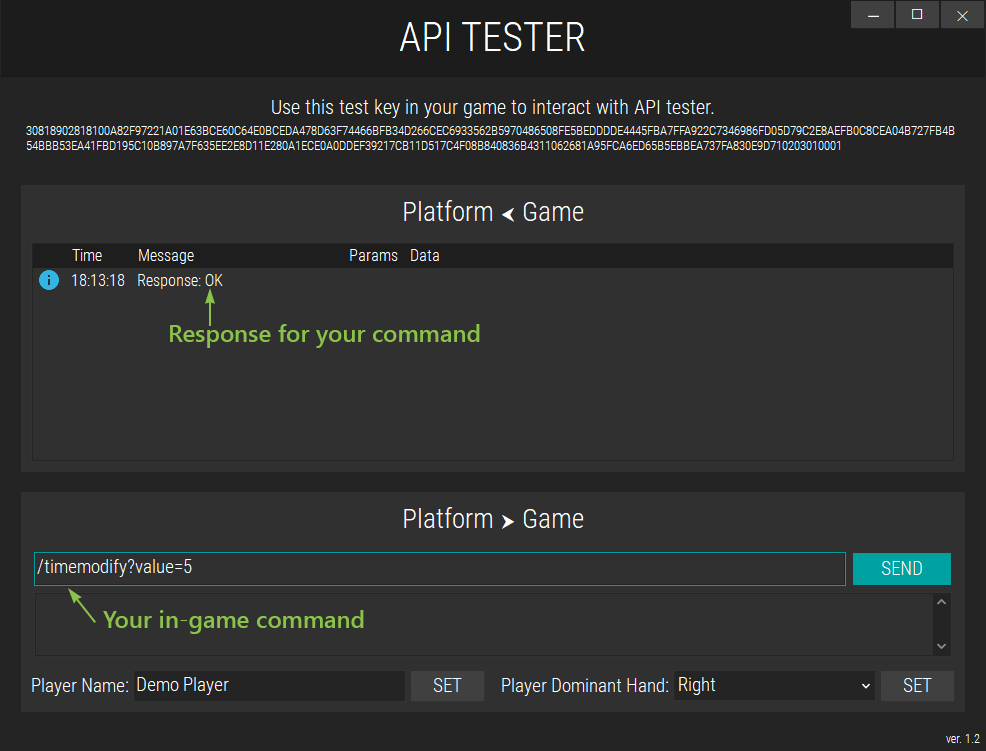 API TESTER
Use this test key in your game to interact with API tester.
30818902818100A82F97221A01E63BCE60C64E0BCEDA478D63F74466BFB34D266CEC6933562B5970486508FE5BEDDDDE4445FBA7FFA922C7346986FD05D79C2E8AEFB0C8CEA04B727FB4B
54BBB53EA41FBD195C10B897A7F635EE2E8D11E280A1ECE0A0DDEF39217CB11D517C4F08B840836B4311062681A95FCA6ED65B5EBBEA737FA830E9D710203010001
Platform < Game
Time Message Params Data
18:13:18 Response: OK
Response for your command
Platform > Game
/timemodify?value=5 SEND
Your in-game command
Player Name: Demo Player SET Player Dominant Hand: Right SET
ver. 1.2